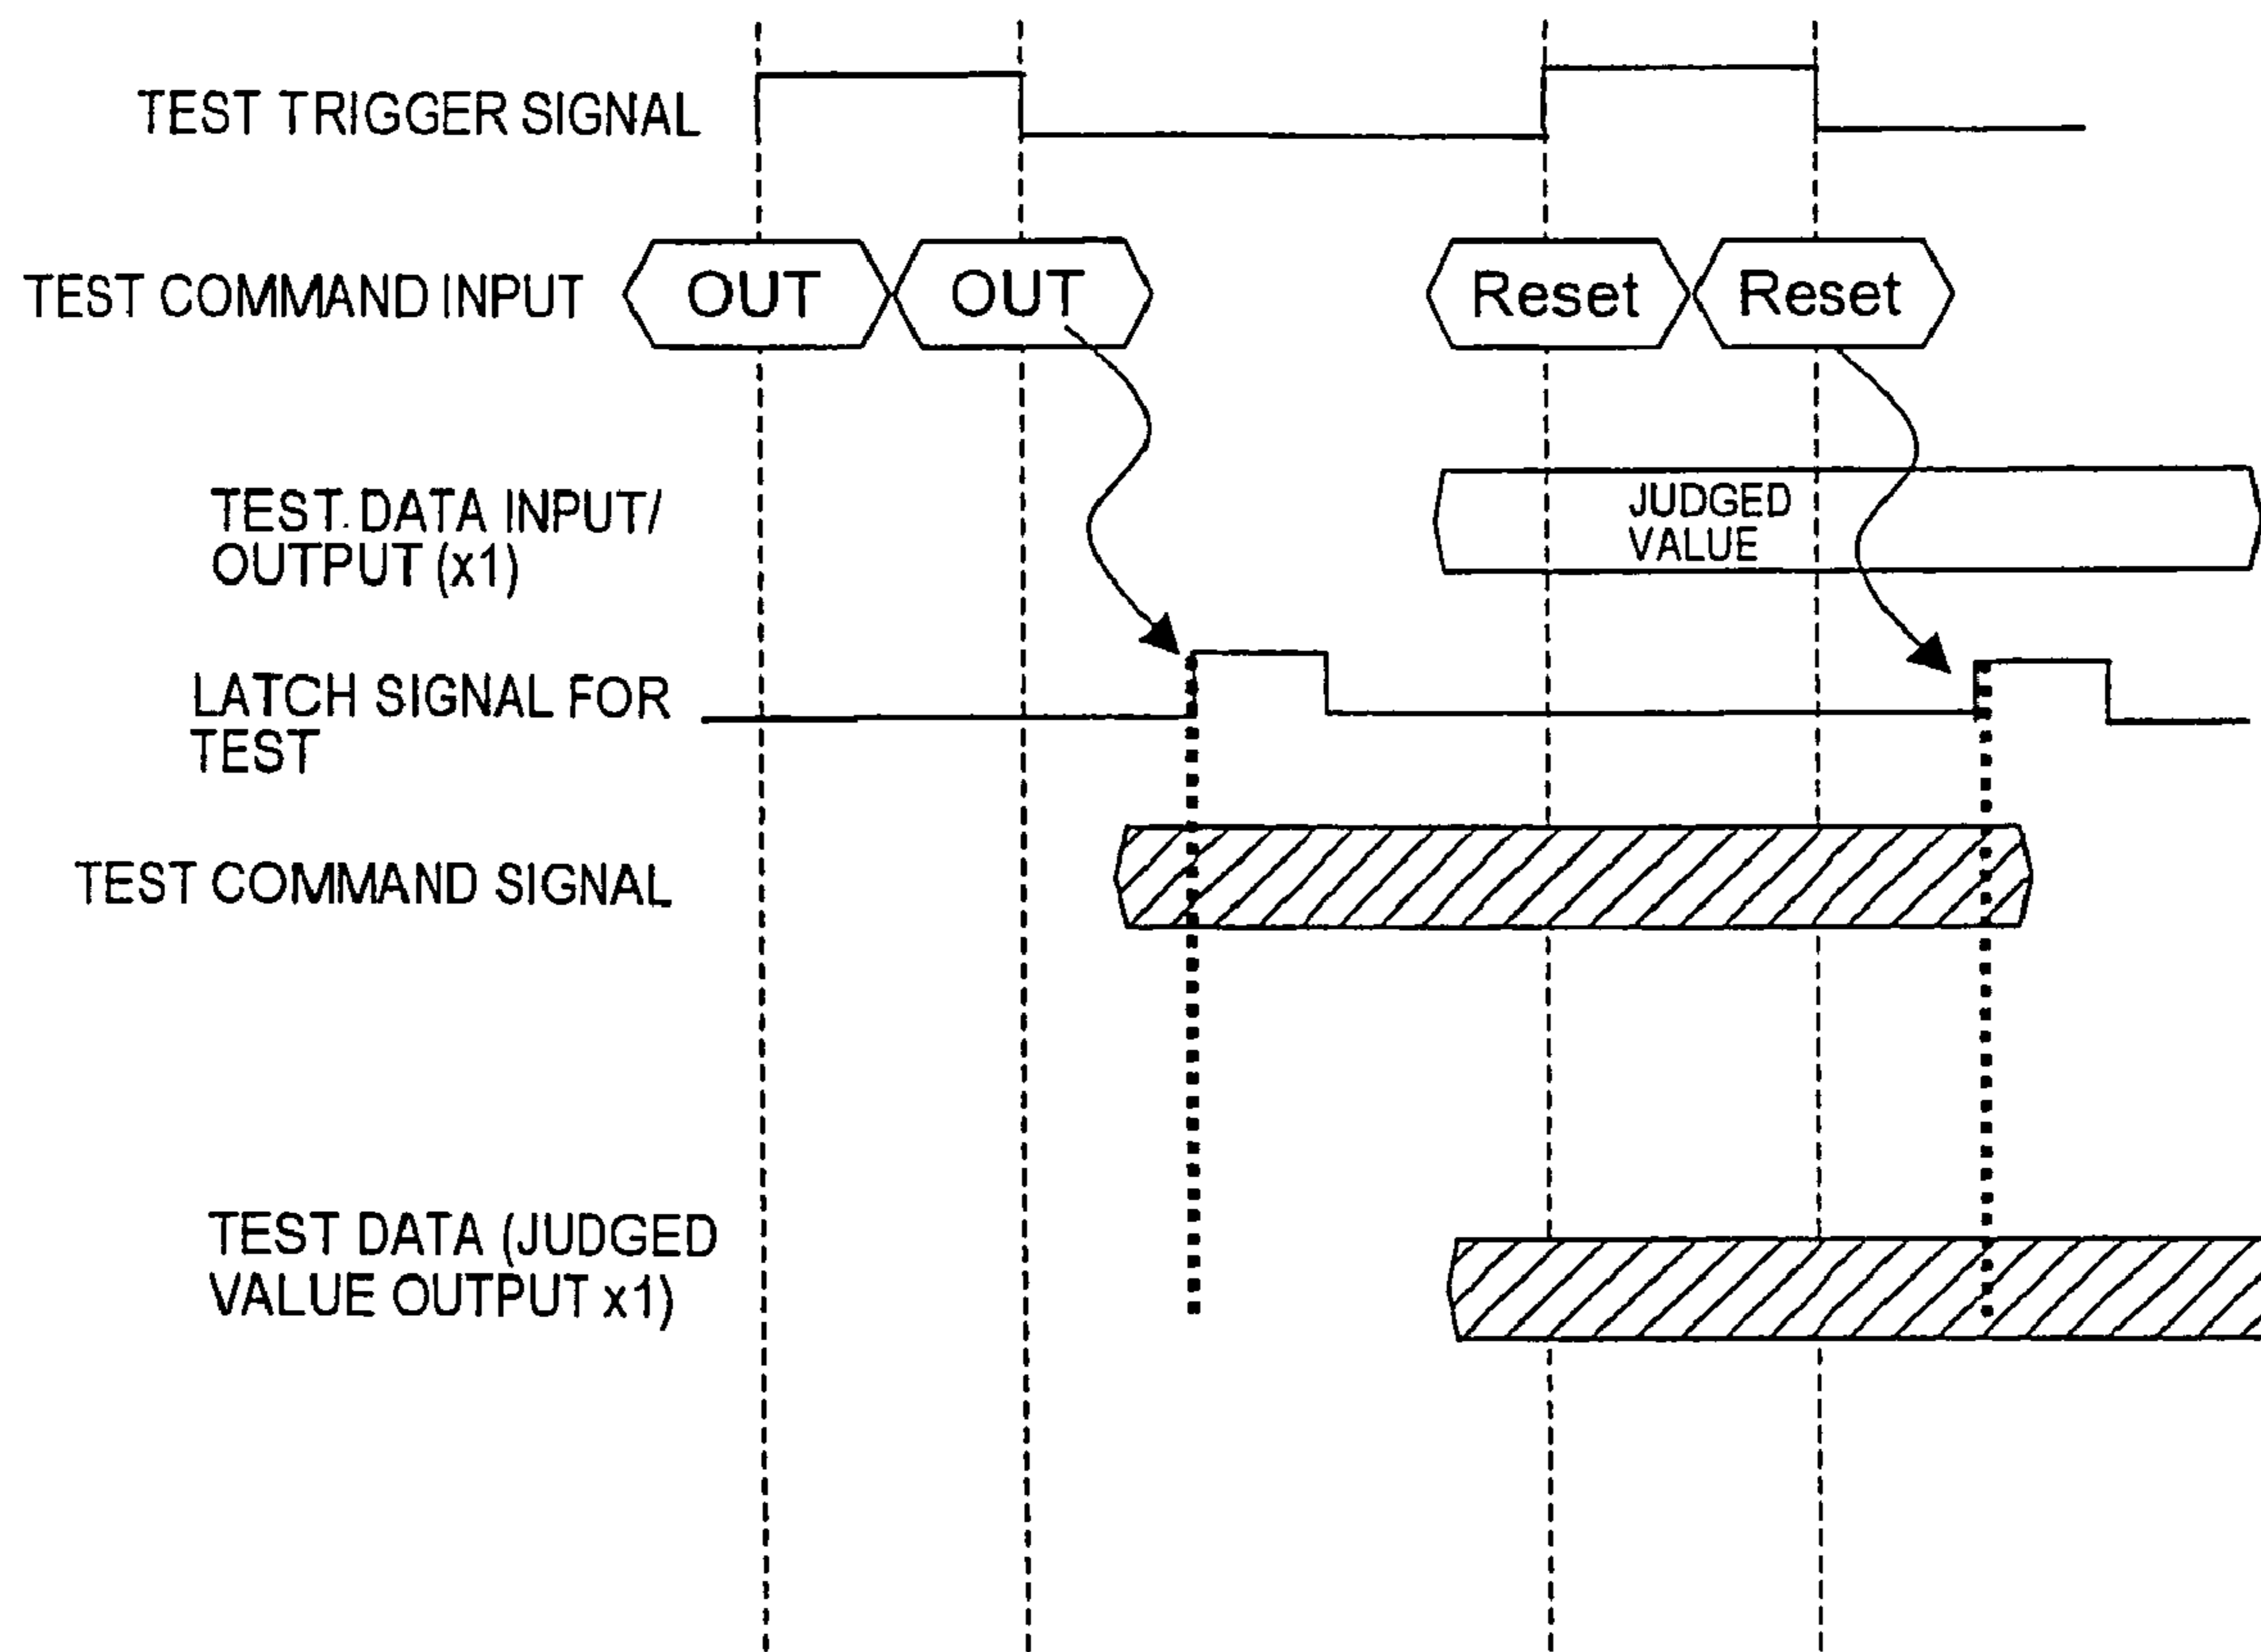 TEST TRIGGER SIGNAL
TEST COMMAND INPUT
OUT
OUT
Reset
Reset
TEST. DATA INPUT/
OUTPUT (x1)
JUDGED
VALUE
LATCH SIGNAL FOR
TEST
TEST COMMAND SIGNAL
TEST DATA (JUDGED
VALUE OUTPUT x1)